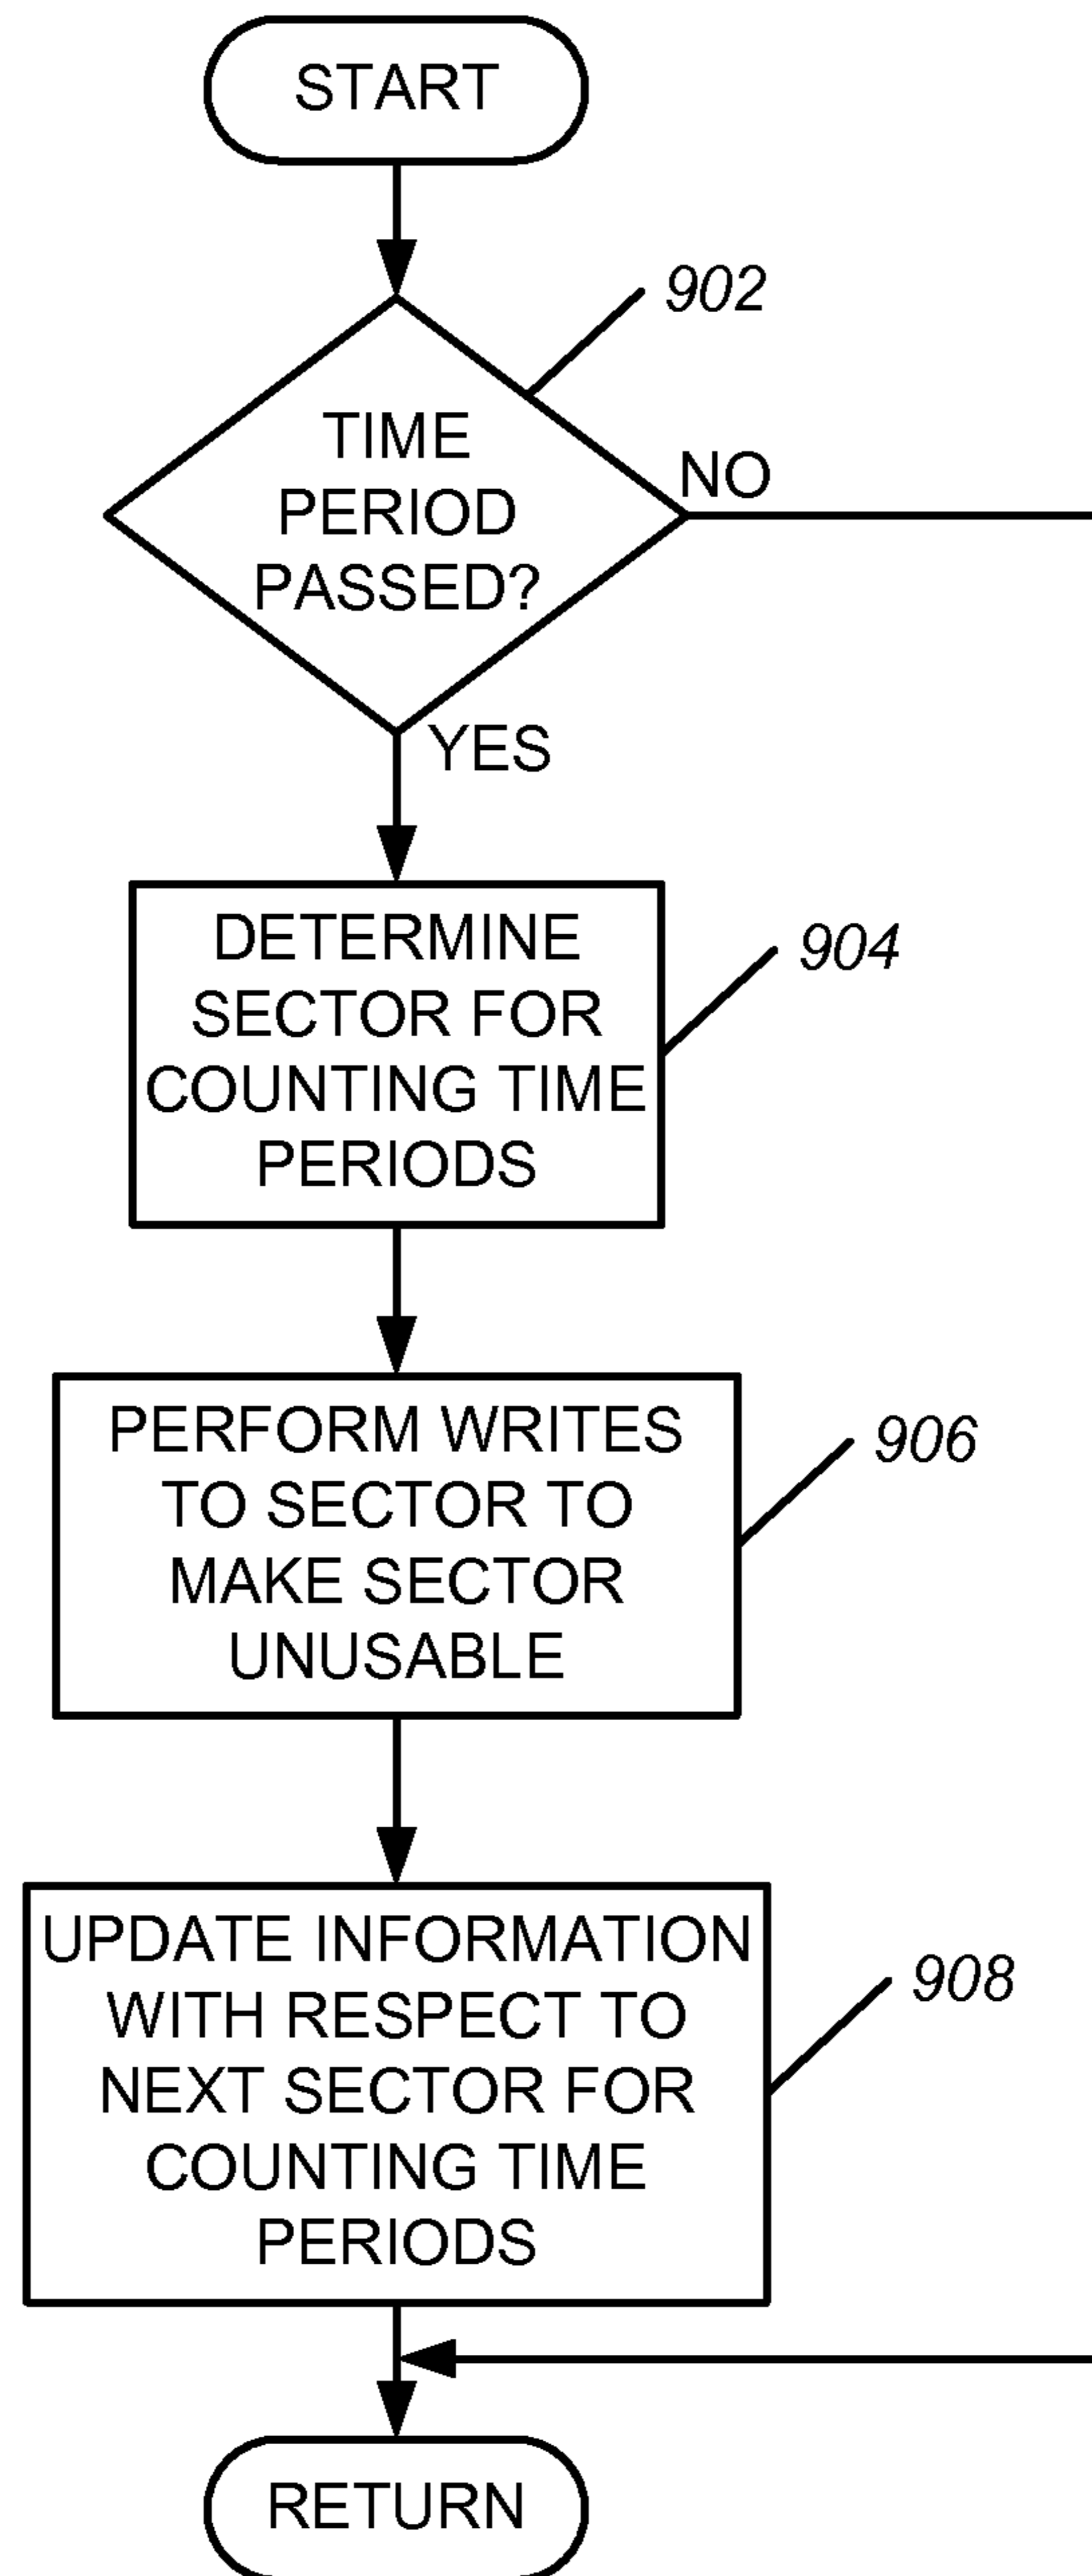 START
902
TIME
PERIOD
PASSED?
NO
YES
DETERMINE
SECTOR FOR
COUNTING TIME
PERIODS
904
PERFORM WRITES
TO SECTOR TO
MAKE SECTOR
UNUSABLE
906
UPDATE INFORMATION
WITH RESPECT TO
NEXT SECTOR FOR
COUNTING TIME
PERIODS
908
RETURN